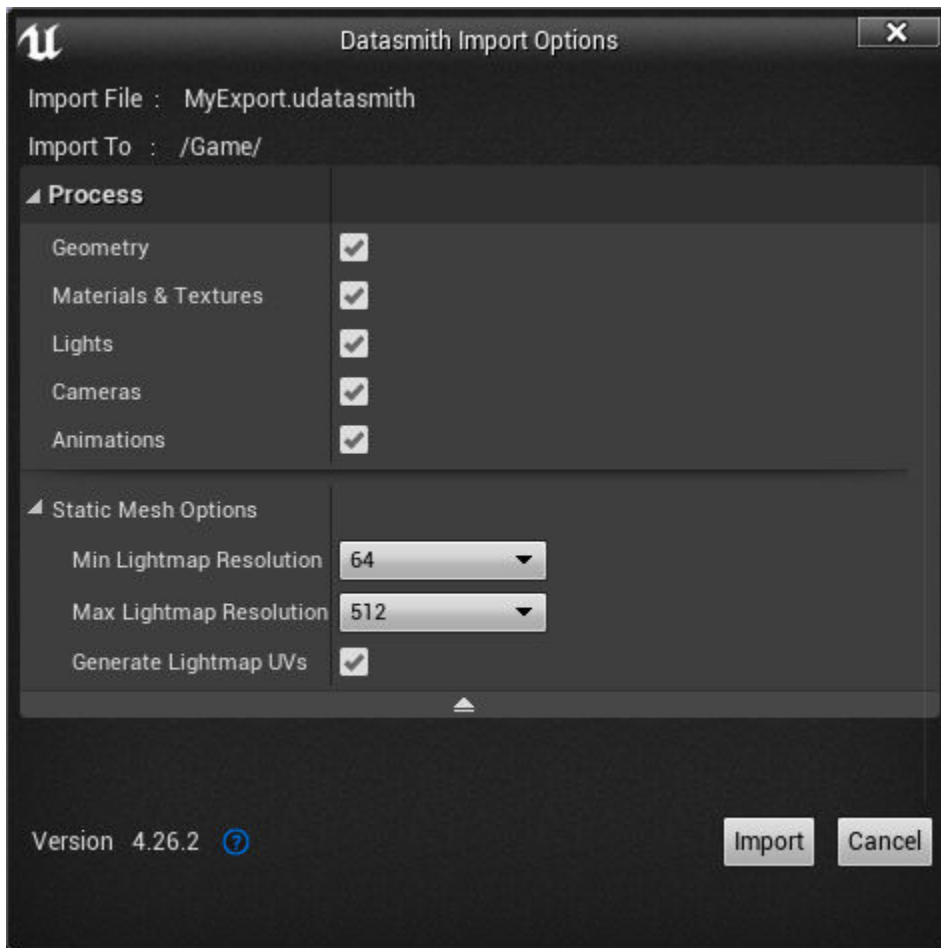 Datasmith Import Options
Import File : MyExport.udatasmith
Import To : /Game/
Process
Geometry
Materials & Textures
Lights
Cameras
Animations
Static Mesh Options
Min Lightmap Resolution 64
Max Lightmap Resolution 512
Generate Lightmap UVs
Version 4.26.2 ?
Import Cancel